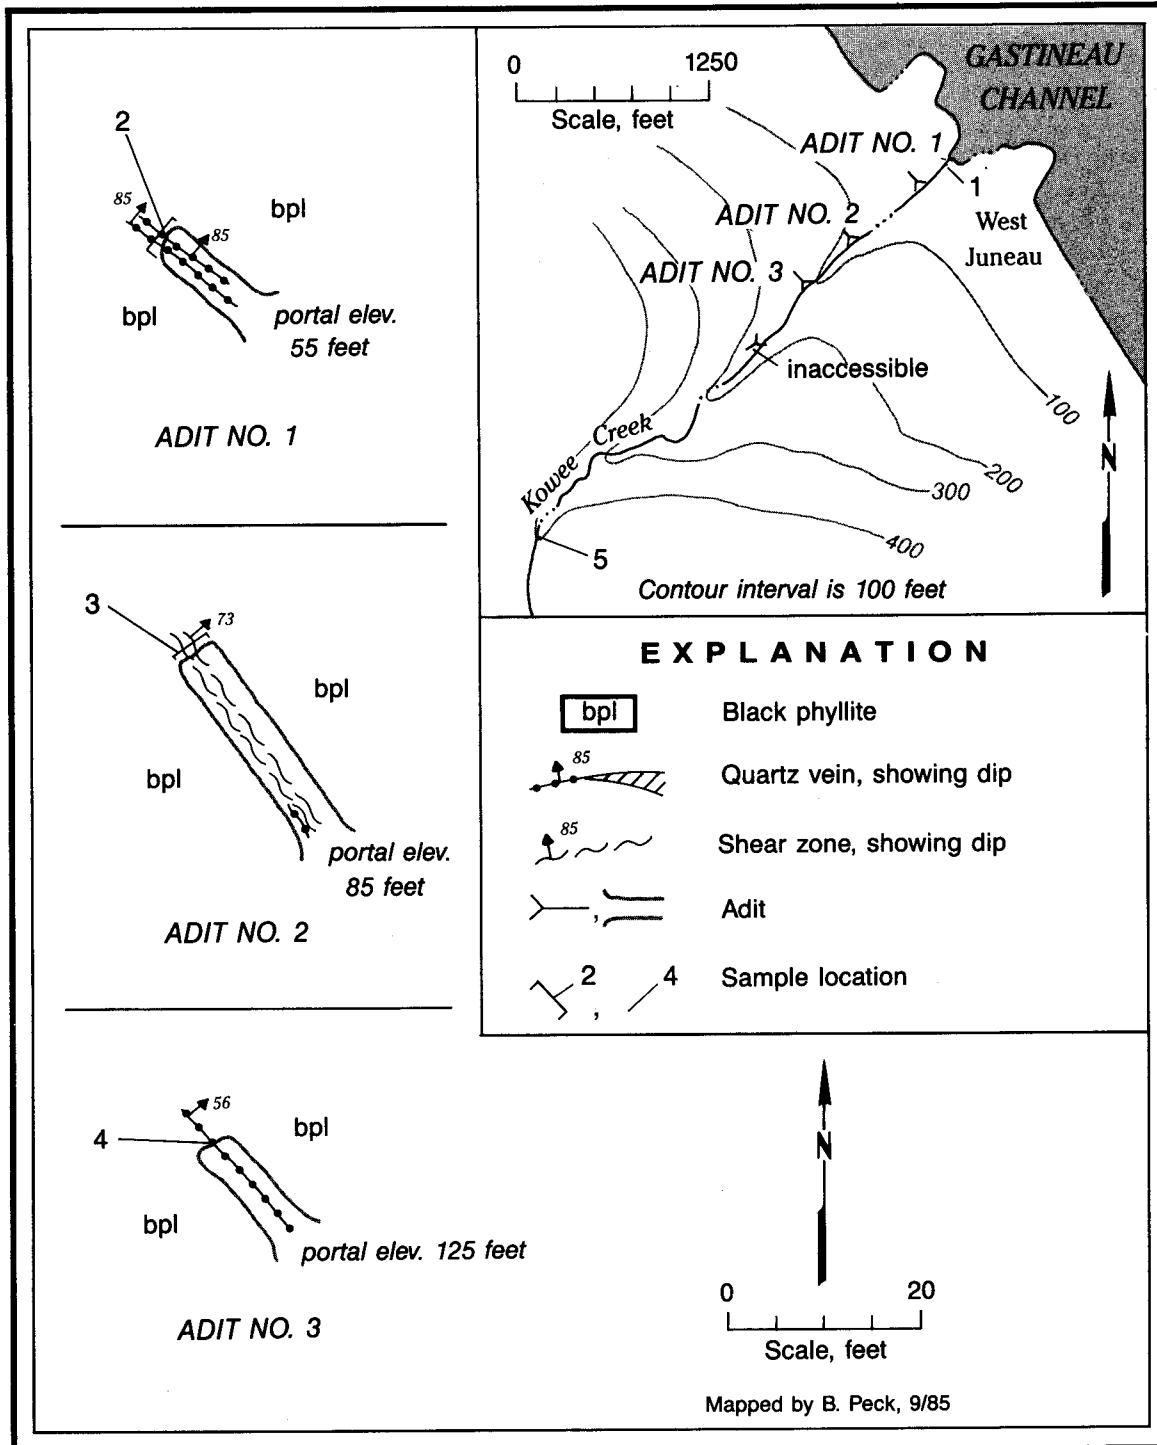 2
85
bpl
85
bpl
portal elev.
55 feet
ADIT NO. 1
3
73
bpl
bpl
portal elev.
85 feet
ADIT NO. 2
56
4
bpl
bpl
portal elev. 125 feet
ADIT NO. 3
0 1250
Scale, feet
GASTINEAU
CHANNEL
ADIT NO. 1
1
ADIT NO. 2
West
Juneau
ADIT NO. 3
inaccessible
100
Kowee Creek
200
300
400
5
N
Contour interval is 100 feet
EXPLANATION
bpl Black phyllite
85 Quartz vein, showing dip
85 Shear zone, showing dip
, Adit
2 , 4 Sample location
N
0 20
Scale, feet
Mapped by B. Peck, 9/85